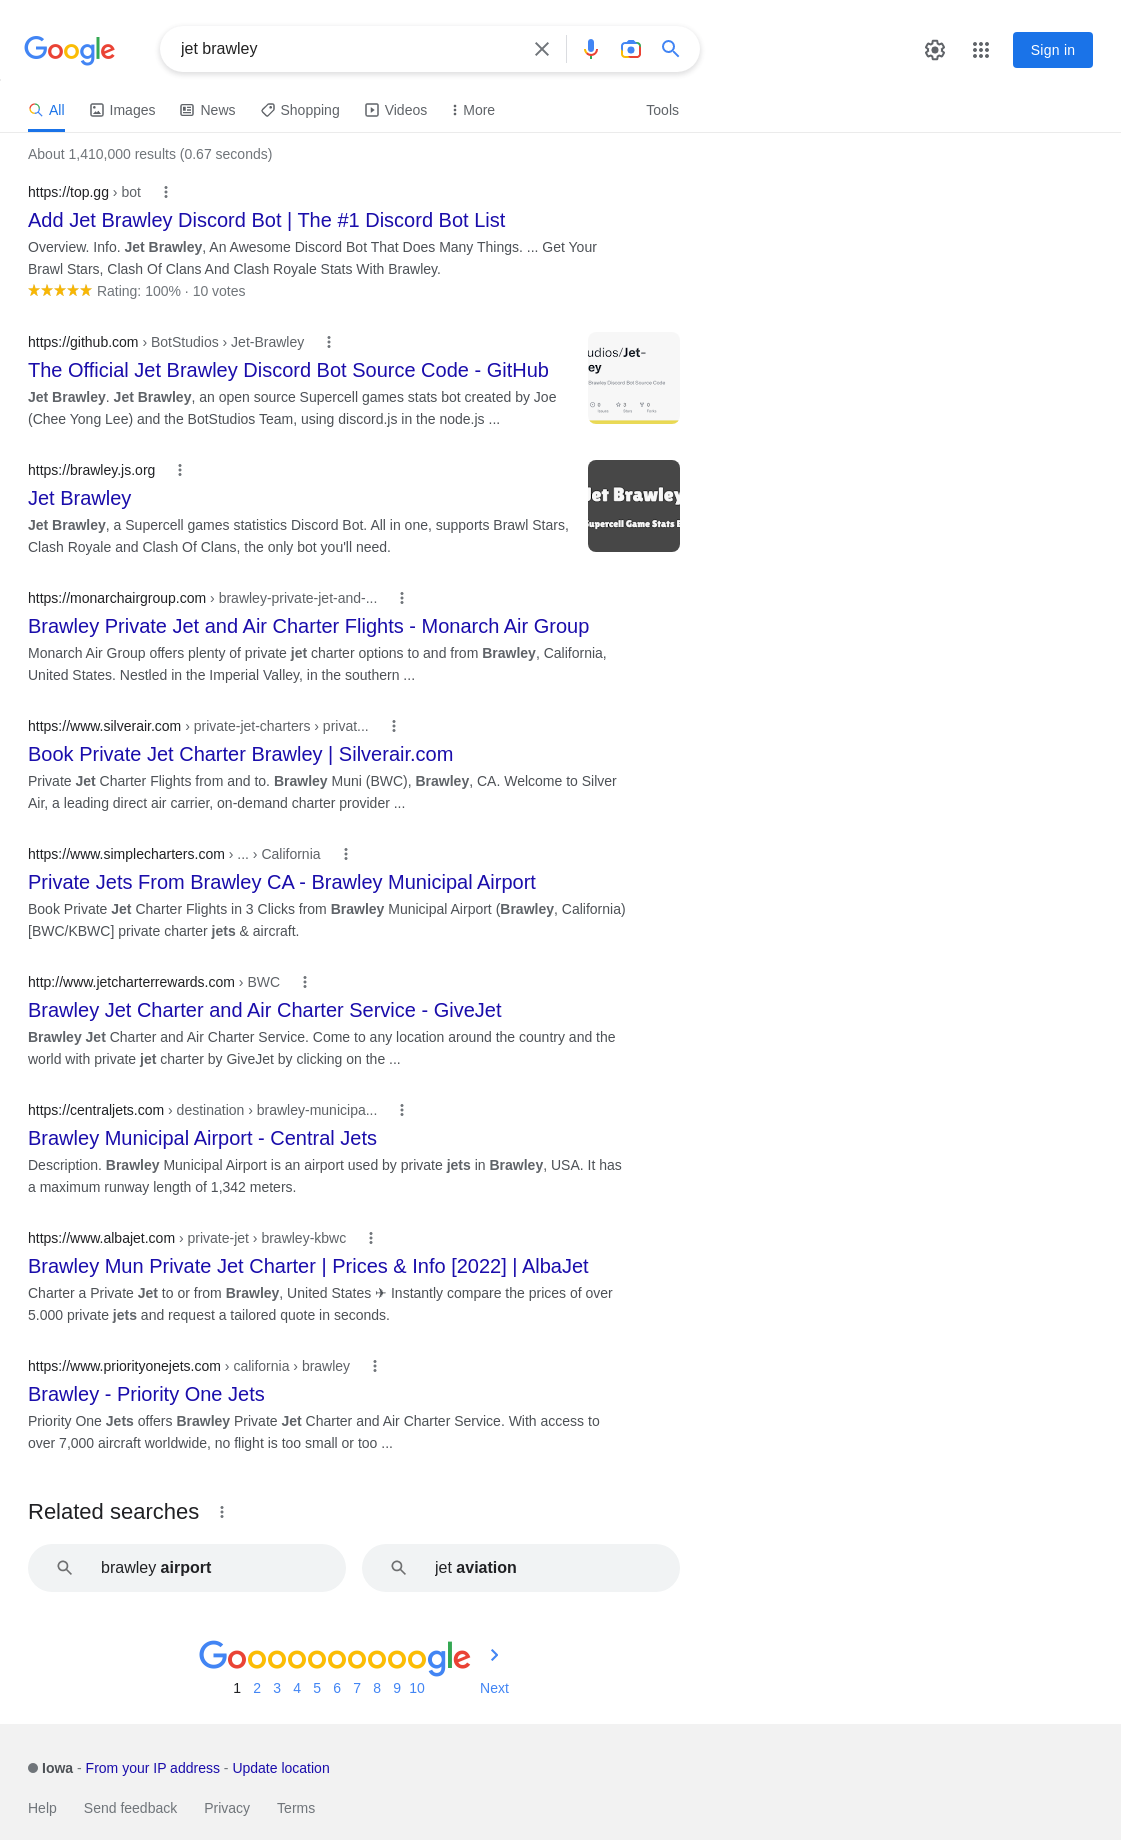 Google
jet brawley
Sign in
All
Images
News
Shopping
Videos
More
Tools
About 1,410,000 results (0.67 seconds)
https://top.gg › bot
Add Jet Brawley Discord Bot | The #1 Discord Bot List
Overview. Info. Jet Brawley, An Awesome Discord Bot That Does Many Things. ... Get Your
Brawl Stars, Clash Of Clans And Clash Royale Stats With Brawley.
Rating: 100% · 10 votes
https://github.com › BotStudios › Jet-Brawley
The Official Jet Brawley Discord Bot Source Code - GitHub
Jet Brawley. Jet Brawley, an open source Supercell games stats bot created by Joe
(Chee Yong Lee) and the BotStudios Team, using discord.js in the node.js ...
udios/Jet-
ey
Brawley Discord Bot Source Code
https://brawley.js.org
Jet Brawley
Jet Brawley, a Supercell games statistics Discord Bot. All in one, supports Brawl Stars,
Clash Royale and Clash Of Clans, the only bot you'll need.
Jet Brawley
Supercell Game Stats B
https://monarchairgroup.com › brawley-private-jet-and-...
Brawley Private Jet and Air Charter Flights - Monarch Air Group
Monarch Air Group offers plenty of private jet charter options to and from Brawley, California,
United States. Nestled in the Imperial Valley, in the southern ...
https://www.silverair.com › private-jet-charters › privat...
Book Private Jet Charter Brawley | Silverair.com
Private Jet Charter Flights from and to. Brawley Muni (BWC), Brawley, CA. Welcome to Silver
Air, a leading direct air carrier, on-demand charter provider ...
https://www.simplecharters.com › ... › California
Private Jets From Brawley CA - Brawley Municipal Airport
Book Private Jet Charter Flights in 3 Clicks from Brawley Municipal Airport (Brawley, California)
[BWC/KBWC] private charter jets & aircraft.
http://www.jetcharterrewards.com › BWC
Brawley Jet Charter and Air Charter Service - GiveJet
Brawley Jet Charter and Air Charter Service. Come to any location around the country and the
world with private jet charter by GiveJet by clicking on the ...
https://centraljets.com › destination › brawley-municipa...
Brawley Municipal Airport - Central Jets
Description. Brawley Municipal Airport is an airport used by private jets in Brawley, USA. It has
a maximum runway length of 1,342 meters.
https://www.albajet.com › private-jet › brawley-kbwc
Brawley Mun Private Jet Charter | Prices & Info [2022] | AlbaJet
Charter a Private Jet to or from Brawley, United States ✈ Instantly compare the prices of over
5.000 private jets and request a tailored quote in seconds.
https://www.priorityonejets.com › california › brawley
Brawley - Priority One Jets
Priority One Jets offers Brawley Private Jet Charter and Air Charter Service. With access to
over 7,000 aircraft worldwide, no flight is too small or too ...
Related searches
brawley airport
jet aviation
Goooooooooogle
1 2 3 4 5 6 7 8 9 10 Next
Iowa - From your IP address - Update location
Help Send feedback Privacy Terms